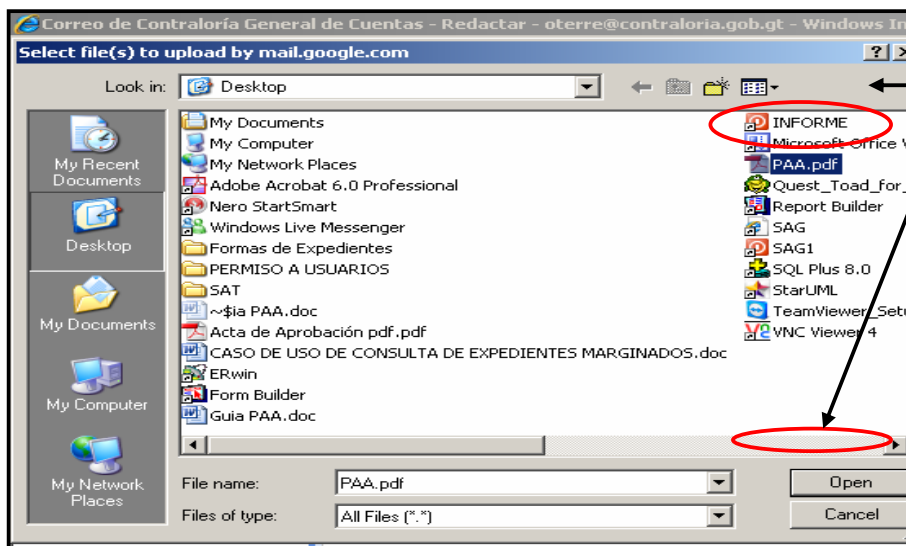 Correo de Contraloría General de Cuentas - Redactar - oterre@contraloria.gob.gt - Windows In
Select file(s) to upload by mail.google.com
Look in:
Desktop
My Recent
Documents
Desktop
My Documents
My Computer
My Network
Places
My Documents
My Computer
My Network Places
Adobe Acrobat 6.0 Professional
Nero StartSmart
Windows Live Messenger
Formas de Expedientes
PERMISO A USUARIOS
SAT
~$ia PAA.doc
Acta de Aprobación pdf.pdf
CASO DE USO DE CONSULTA DE EXPEDIENTES MARGINADOS.doc
ERwin
Form Builder
Guia PAA.doc
INFORME
Microsoft Office V
PAA.pdf
Quest_Toad_for_
Report Builder
SAG
SAG1
SQL Plus 8.0
StarUML
TeamViewer_Setu
VNC Viewer 4
File name:
PAA.pdf
Open
Files of type:
All Files (*.*)
Cancel